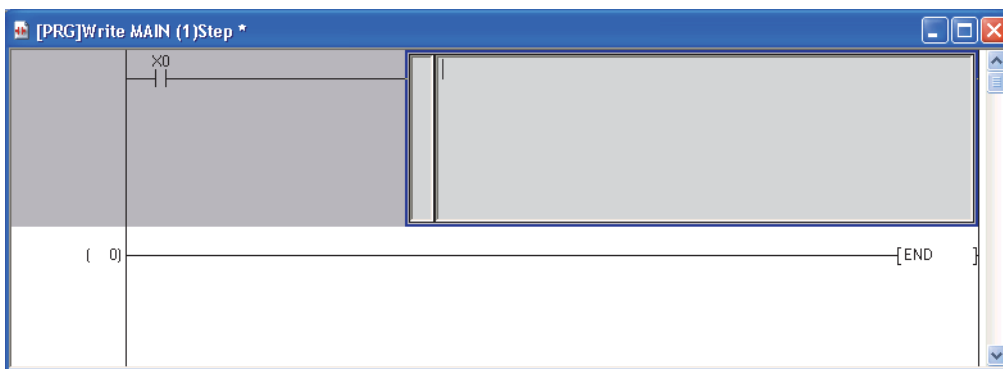 [PRG]Write MAIN (1)Step *
X0
( 0) [END ]